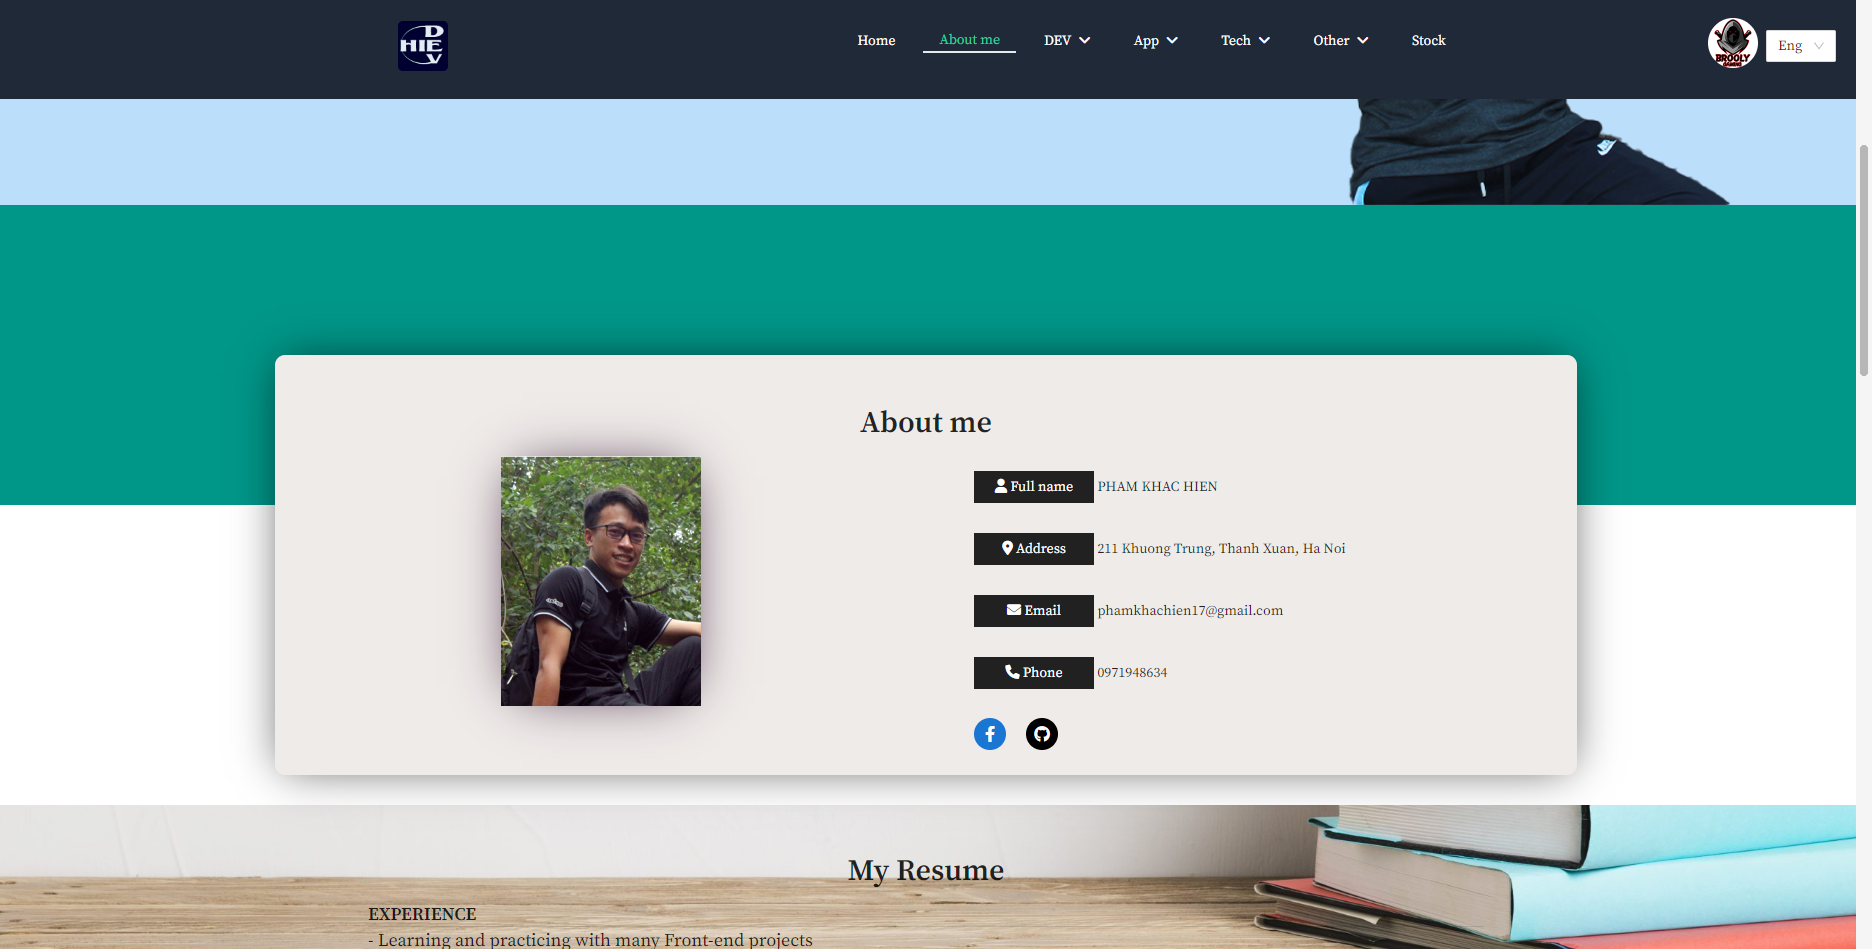 D
HIE
V
Home About me DEV App Tech Other Stock
BROOLY
GAMING
Eng
About me
Full name PHAM KHAC HIEN
Address 211 Khuong Trung, Thanh Xuan, Ha Noi
Email phamkhachien17@gmail.com
Phone 0971948634
My Resume
EXPERIENCE
- Learning and practicing with many Front-end projects